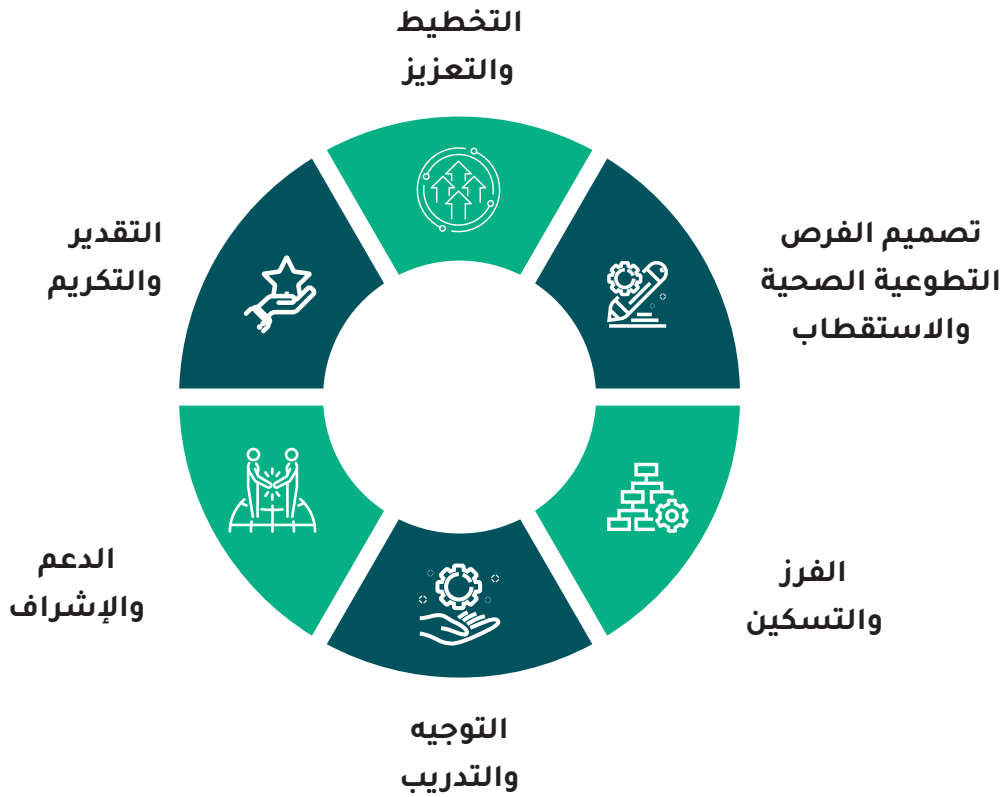 التخطيط
والتعزيز
تصميم الفرص
التطوعية الصحية
والاستقطاب
الفرز
والتسكين
التوجيه
والتدريب
الدعم
والإشراف
التقدير
والتكريم